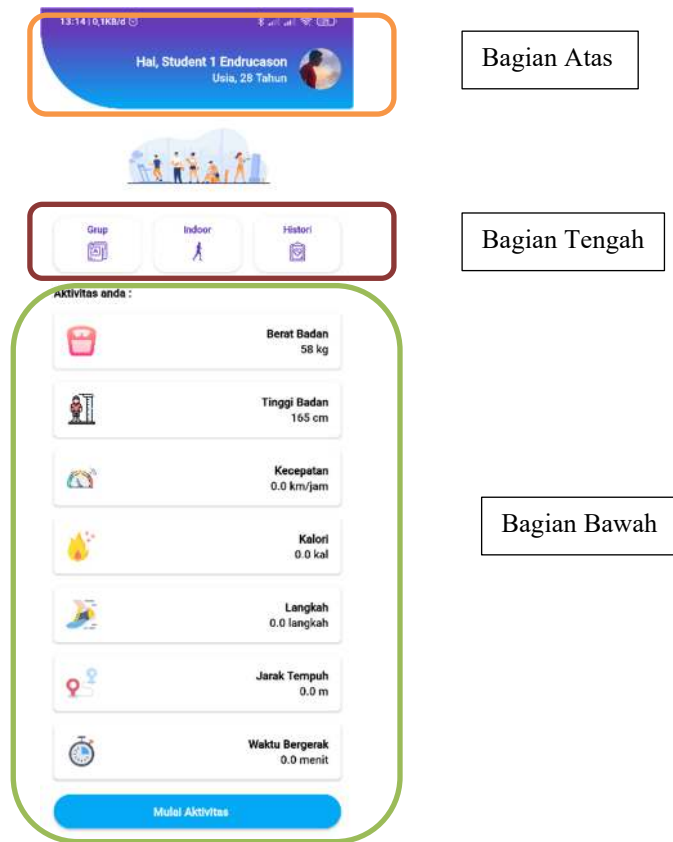 13:14 | 0,1KB/d
Bagian Atas
Hai, Student 1 Endrucason
Usia, 28 Tahun
Grup
Indoor
Histori
Bagian Tengah
Aktivitas anda :
Berat Badan
58 kg
Tinggi Badan
165 cm
Kecepatan
0.0 km/jam
Bagian Bawah
Kalori
0.0 kal
Langkah
0.0 langkah
Jarak Tempuh
0.0 m
Waktu Bergerak
0.0 menit
Mulai Aktivitas